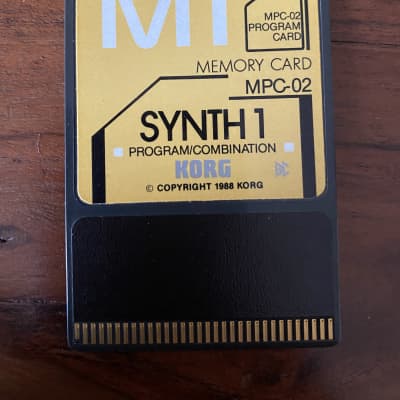 M1
MPC-02
PROGRAM
CARD
MEMORY CARD
MPC-02
SYNTH 1
PROGRAM/COMBINATION
KORG
© COPYRIGHT 1988 KORG